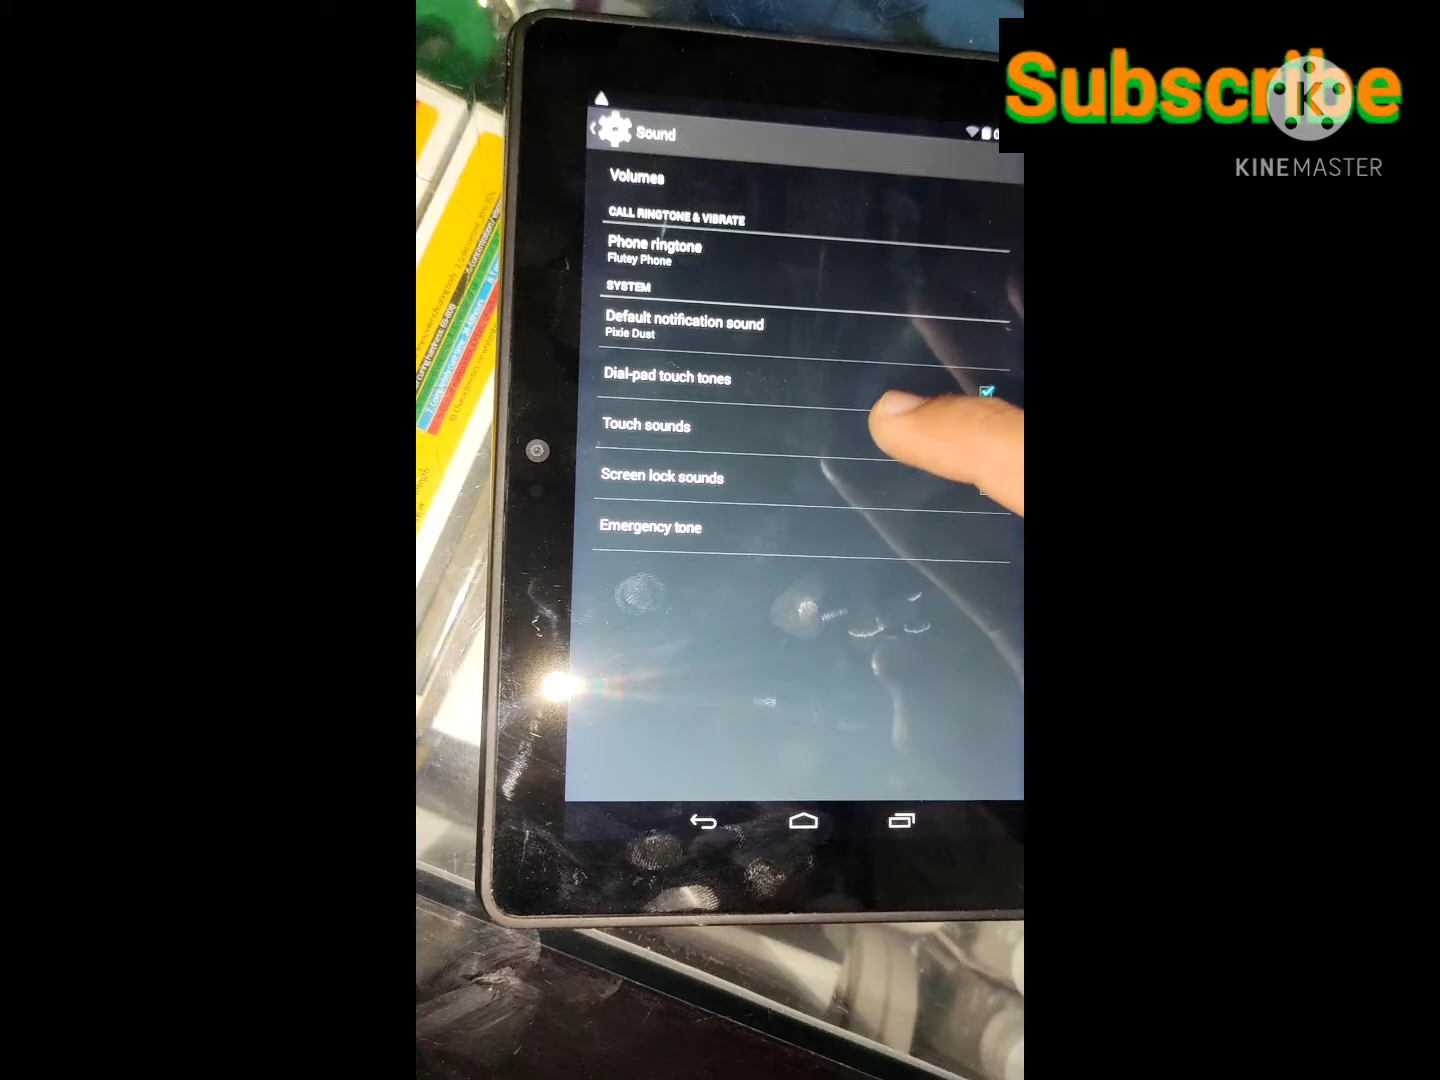 Subscribe
K
KINEMASTER
Sound
Volumes
CALL RINGTONE & VIBRATE
Phone ringtone
Flutey Phone
SYSTEM
Default notification sound
Pixie Dust
Dial-pad touch tones
Touch sounds
Screen lock sounds
Emergency tone